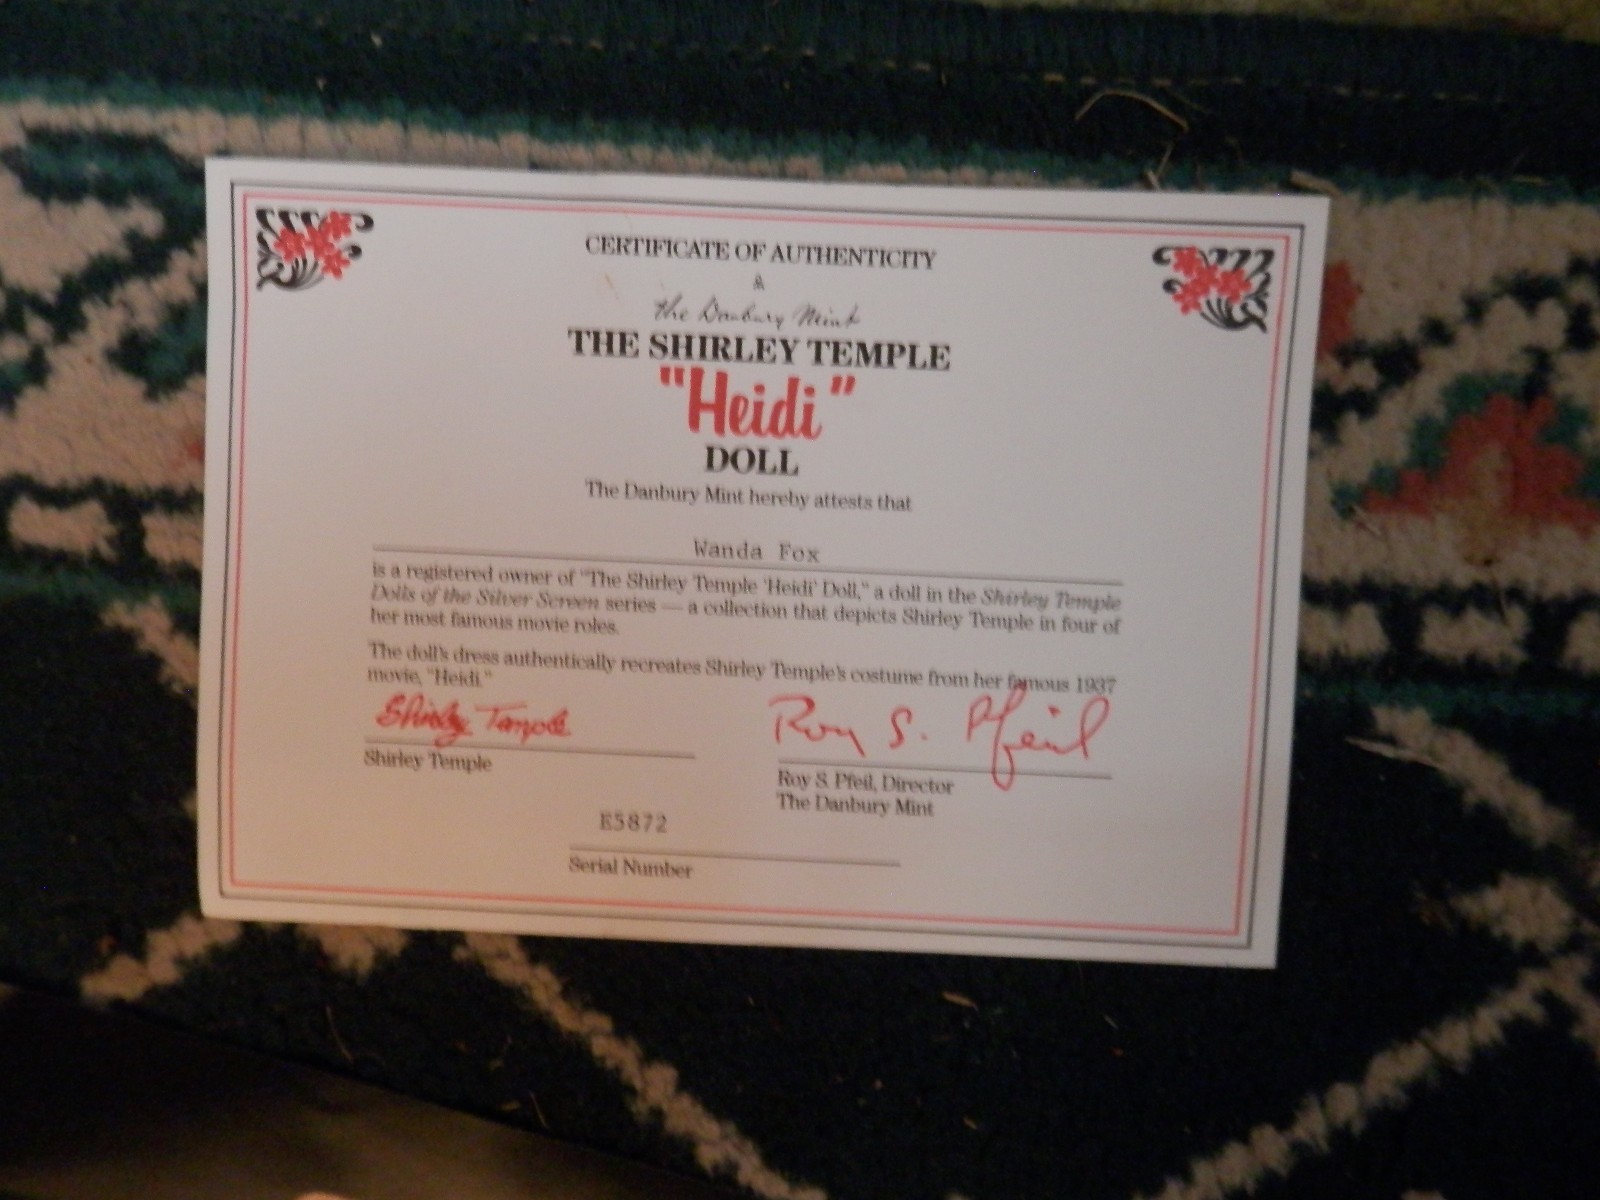 CERTIFICATE OF AUTHENTICITY
the Danbury Mint
THE SHIRLEY TEMPLE
"Heidi"
DOLL
The Danbury Mint hereby attests that
Wanda Fox
is a registered owner of "The Shirley Temple 'Heidi' Doll," a doll in the Shirley Temple
Dolls of the Silver Screen series — a collection that depicts Shirley Temple in four of
her most famous movie roles.
The doll's dress authentically recreates Shirley Temple's costume from her famous 1937
movie, "Heidi."
Shirley Temple
Roy S. Pfeil
Shirley Temple
Roy S. Pfeil, Director
The Danbury Mint
E5872
Serial Number